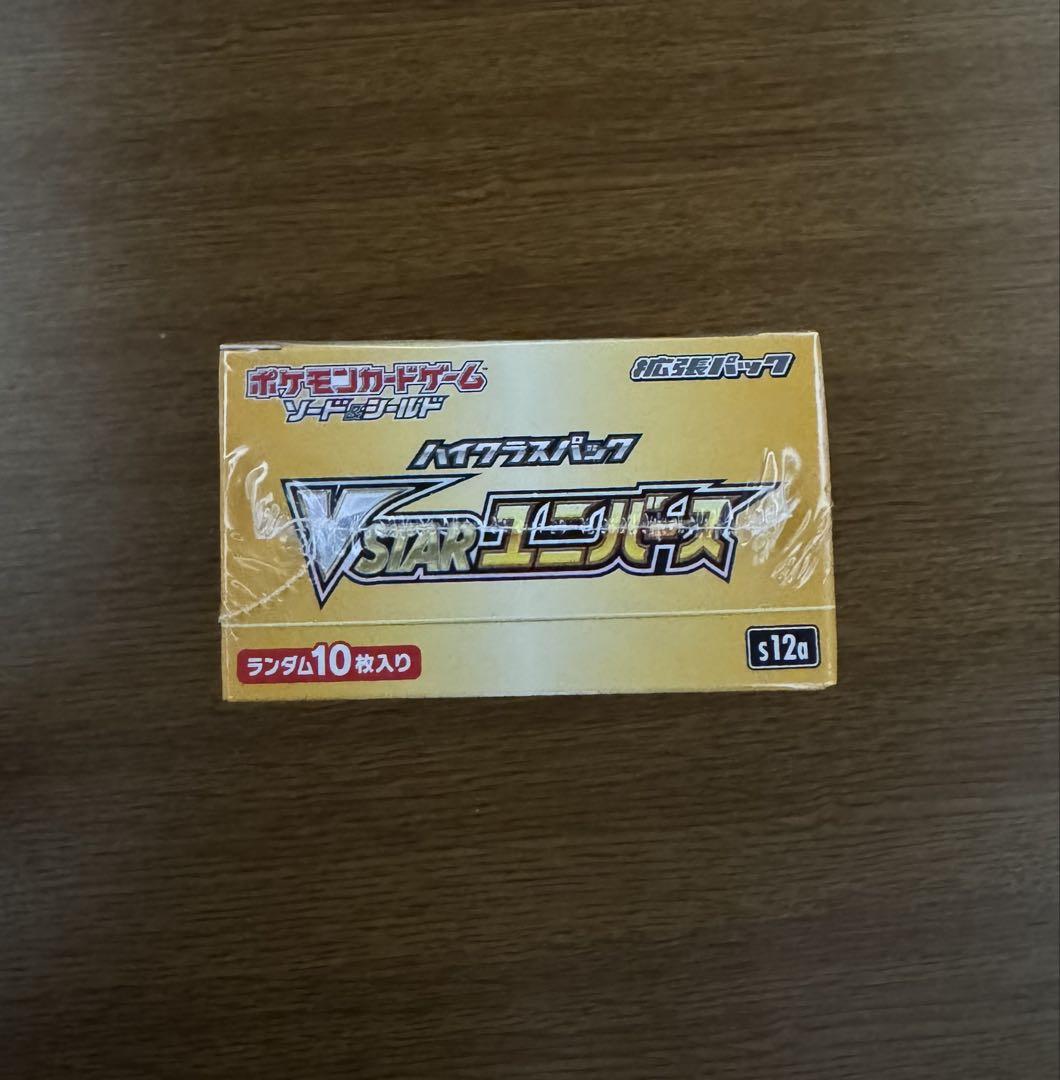 ポケモンカードゲーム
ソード&シールド
拡張パック
ハイクラスパック
VSTARユニバース
ランダム10枚入り
s12a